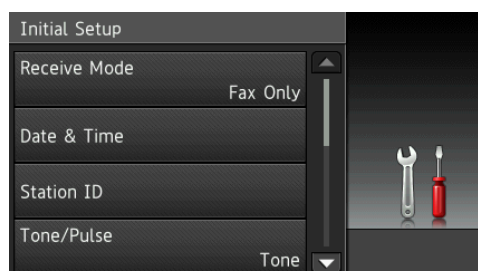 Initial Setup
Receive Mode
Fax Only
Date & Time
Station ID
Tone/Pulse
Tone